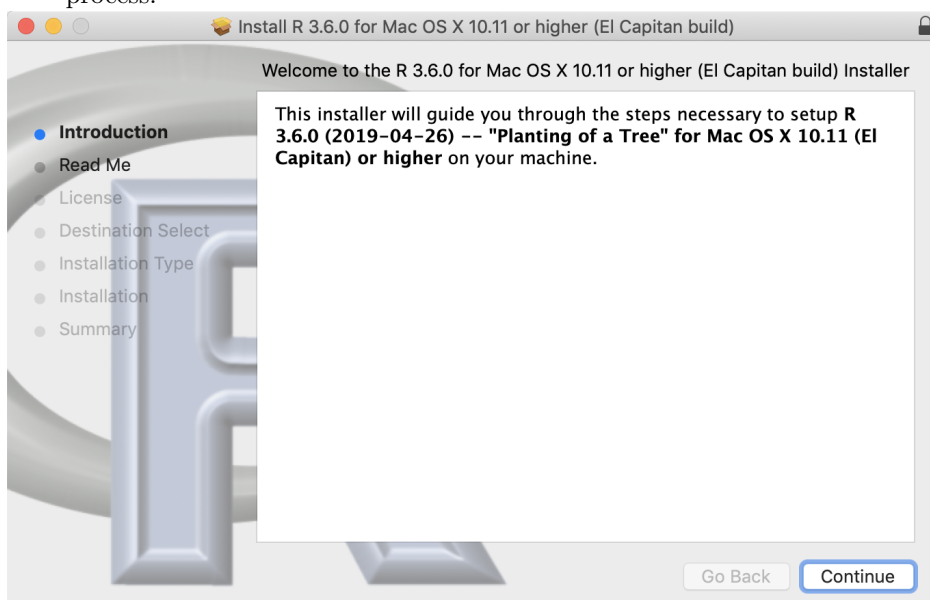 process.
Install R 3.6.0 for Mac OS X 10.11 or higher (El Capitan build)
Welcome to the R 3.6.0 for Mac OS X 10.11 or higher (El Capitan build) Installer
Introduction
Read Me
License
Destination Select
Installation Type
Installation
Summary
This installer will guide you through the steps necessary to setup R
3.6.0 (2019-04-26) -- "Planting of a Tree" for Mac OS X 10.11 (El
Capitan) or higher on your machine.
R
Go Back
Continue